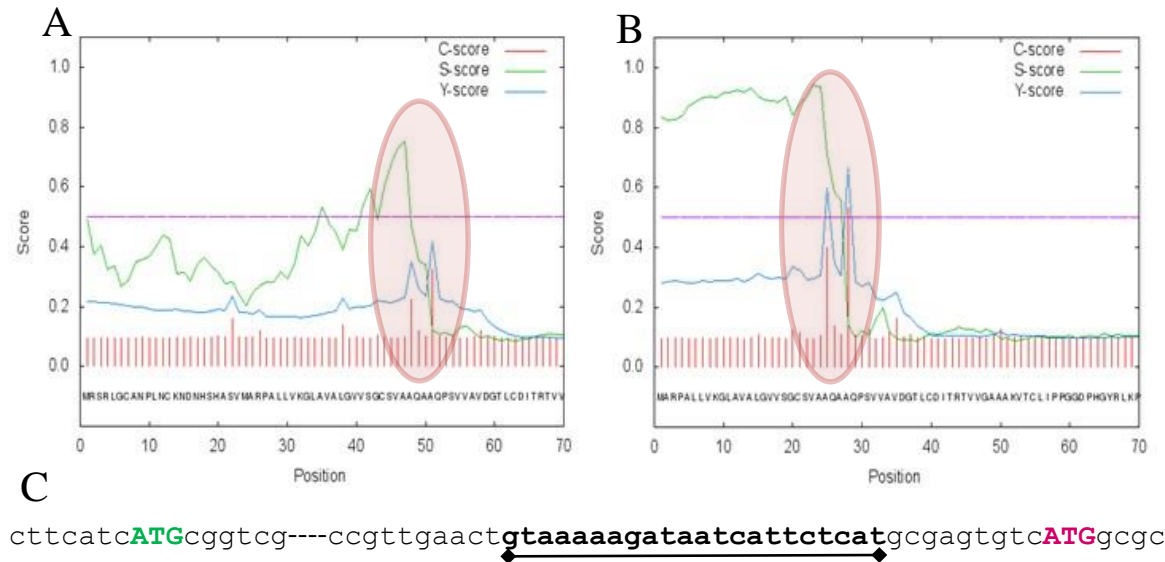 A
C-score
S-score
Y-score
1.0
0.8
0.6
0.4
0.2
0.0
Score
MRSRLGCANPLNCKNDNHSHASVMARPALLVKGLAVALGVVSGCSVAAQAAQPSVVAVDGTLCDITRTVV
0 10 20 30 40 50 60 70
Position
B
C-score
S-score
Y-score
1.0
0.8
0.6
0.4
0.2
0.0
Score
MARPALLVKGLAVALGVVSGCSVAAQAAQPSVVAVDGTLCDITRTVVGAAAKVTCLIPPGGDPHGYRLKP
0 10 20 30 40 50 60 70
Position
C
cttcatcATGcggtcg----ccgttgaactgtaaaaagataatcattctcatgcgagtgtcATGgcgc